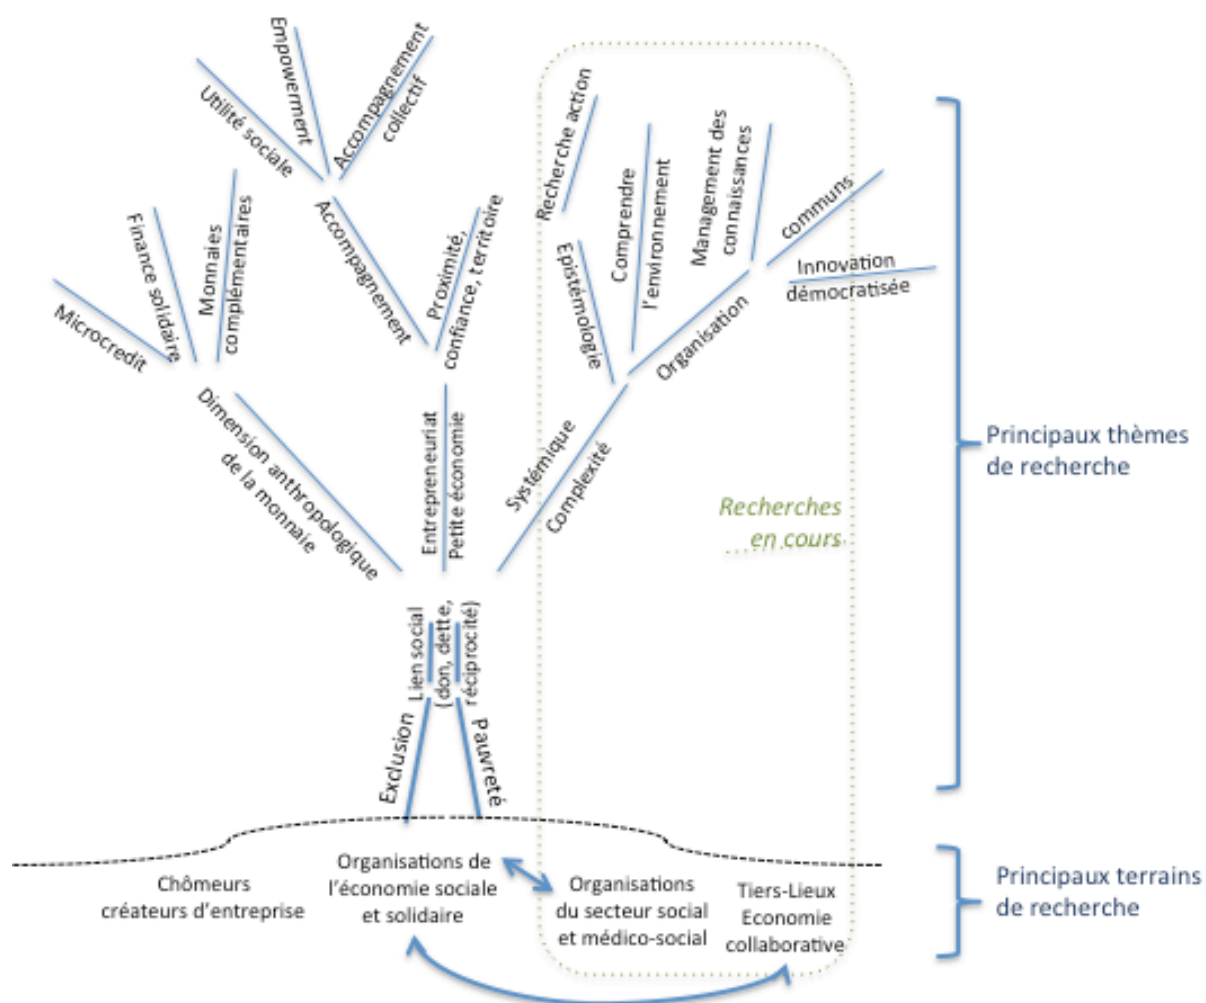 Empowerment
Utilité sociale
Accompagnement
collectif
Recherche action
Comprendre
l'environnement
Management des
connaissances
communs
Innovation
démocratisée
Finance solidaire
Monnaies
complémentaires
Microcredit
Accompagnement
Proximité,
confiance, territoire
Epistémologie
Organisation
Dimension anthropologique
de la monnaie
Entrepreneuriat
Petite économie
Systémique
Complexité
Principaux thèmes
de recherche
Recherches
en cours
Lien social
(don, dette,
réciprocité)
Exclusion
Pauvreté
Chômeurs
créateurs d'entreprise
Organisations de
l'économie sociale
et solidaire
Organisations
du secteur social
et médico-social
Tiers-Lieux
Economie
collaborative
Principaux terrains
de recherche